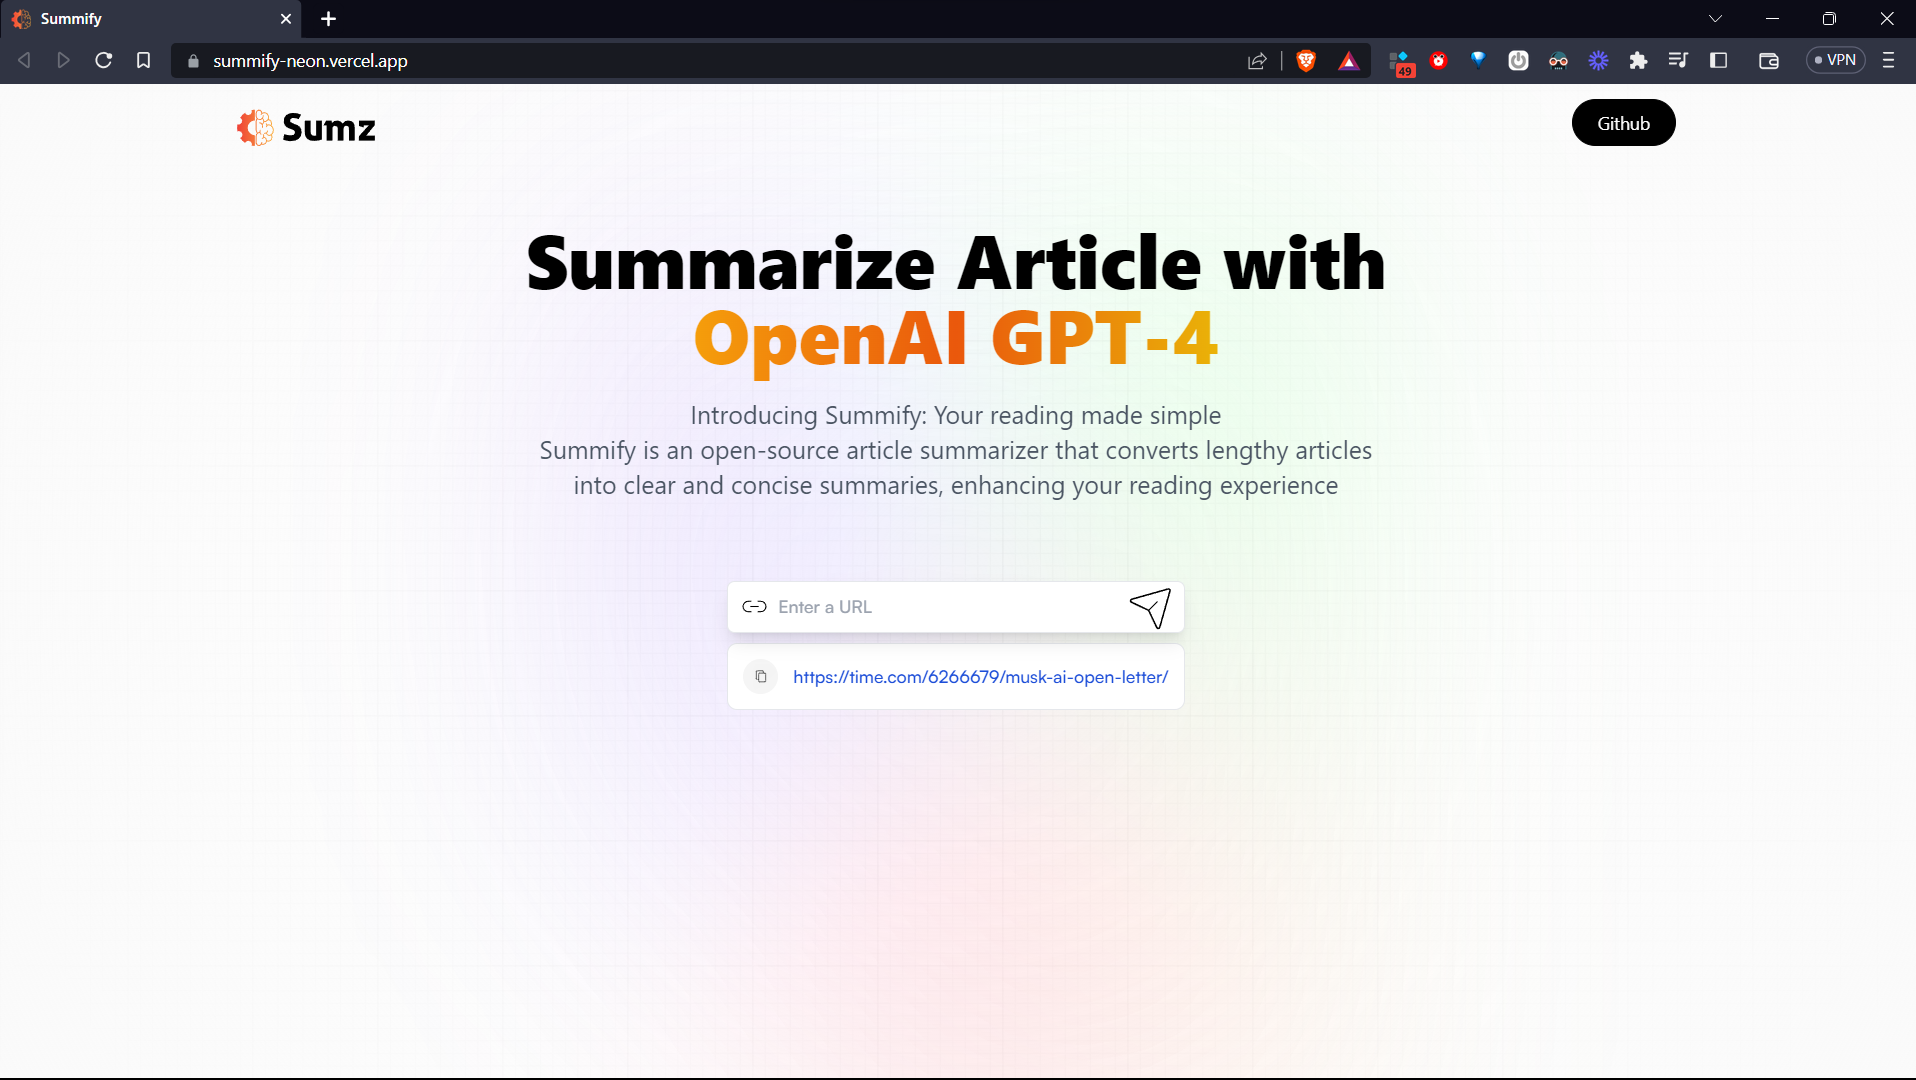 Summify
summify-neon.vercel.app
49
VPN
Sumz
Github
Summarize Article with
OpenAI GPT-4
Introducing Summify: Your reading made simple
Summify is an open-source article summarizer that converts lengthy articles
into clear and concise summaries, enhancing your reading experience
Enter a URL
https://time.com/6266679/musk-ai-open-letter/